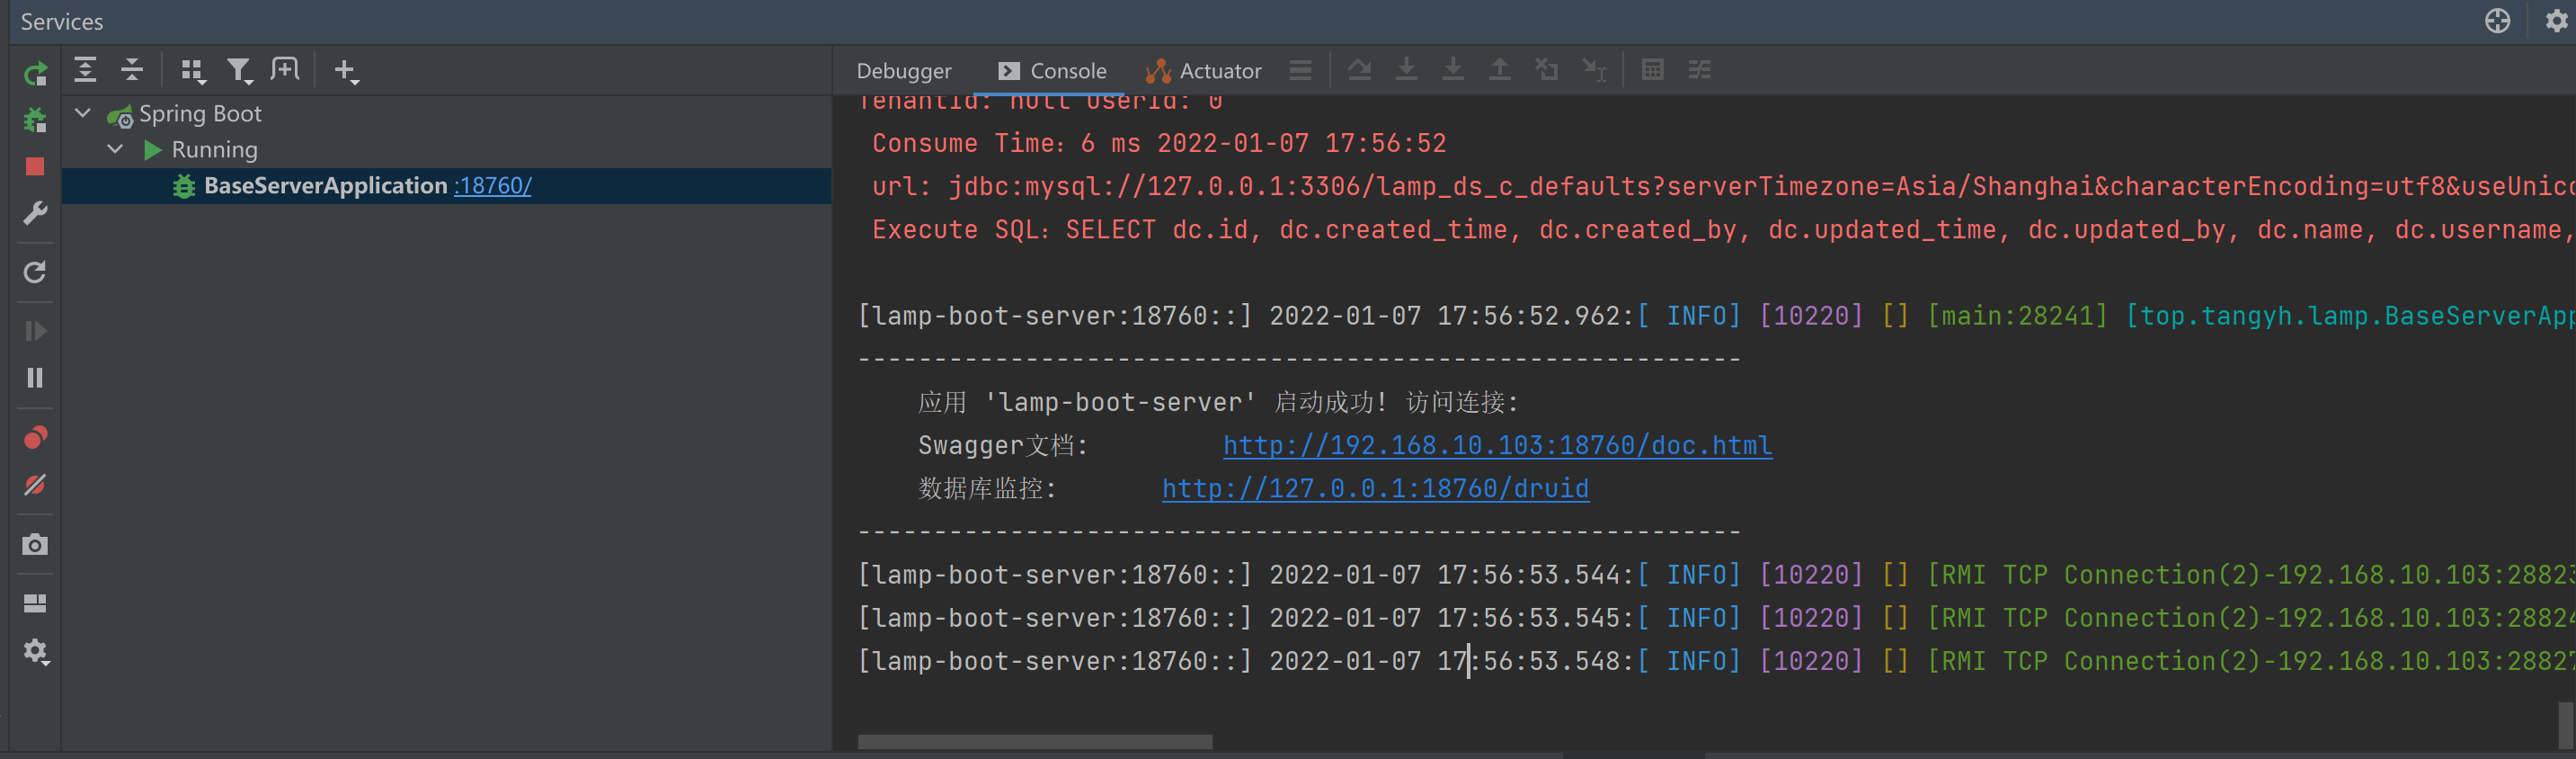 Services
Spring Boot
Running
BaseServerApplication :18760/
Debugger
Console
Actuator
TenantId: null UserId: 0
Consume Time：6 ms 2022-01-07 17:56:52
url: jdbc:mysql://127.0.0.1:3306/lamp_ds_c_defaults?serverTimezone=Asia/Shanghai&characterEncoding=utf8&useUnico
Execute SQL：SELECT dc.id, dc.created_time, dc.created_by, dc.updated_time, dc.updated_by, dc.name, dc.username,
[lamp-boot-server:18760::] 2022-01-07 17:56:52.962:[ INFO] [10220] [] [main:28241] [top.tangyh.lamp.BaseServerApp
----------------------------------------------------------
应用 'lamp-boot-server' 启动成功! 访问连接:
Swagger文档: http://192.168.10.103:18760/doc.html
数据库监控: http://127.0.0.1:18760/druid
----------------------------------------------------------
[lamp-boot-server:18760::] 2022-01-07 17:56:53.544:[ INFO] [10220] [] [RMI TCP Connection(2)-192.168.10.103:28823
[lamp-boot-server:18760::] 2022-01-07 17:56:53.545:[ INFO] [10220] [] [RMI TCP Connection(2)-192.168.10.103:28824
[lamp-boot-server:18760::] 2022-01-07 17:56:53.548:[ INFO] [10220] [] [RMI TCP Connection(2)-192.168.10.103:28827